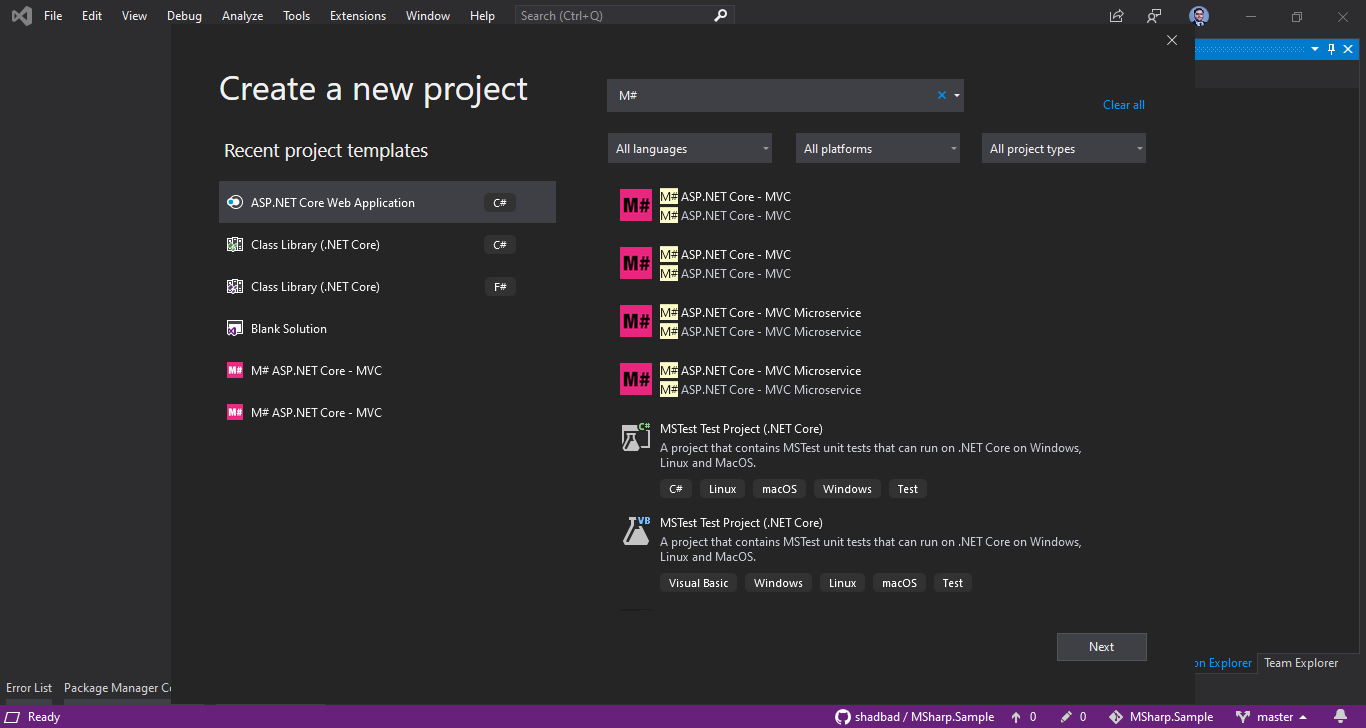 File Edit View Debug Analyze Tools Extensions Window Help Search (Ctrl+Q)
Create a new project
M#
Clear all
Recent project templates
All languages All platforms All project types
ASP.NET Core Web Application C#
Class Library (.NET Core) C#
Class Library (.NET Core) F#
Blank Solution
M# M# ASP.NET Core - MVC
M# M# ASP.NET Core - MVC
M# M# ASP.NET Core - MVC
M# ASP.NET Core - MVC
M# M# ASP.NET Core - MVC
M# ASP.NET Core - MVC
M# M# ASP.NET Core - MVC Microservice
M# ASP.NET Core - MVC Microservice
M# M# ASP.NET Core - MVC Microservice
M# ASP.NET Core - MVC Microservice
C# MSTest Test Project (.NET Core)
A project that contains MSTest unit tests that can run on .NET Core on Windows,
Linux and MacOS.
C# Linux macOS Windows Test
VB MSTest Test Project (.NET Core)
A project that contains MSTest unit tests that can run on .NET Core on Windows,
Linux and MacOS.
Visual Basic Windows Linux macOS Test
Next
on Explorer Team Explorer
Error List Package Manager Co
Ready shadbad / MSharp.Sample 0 0 MSharp.Sample master